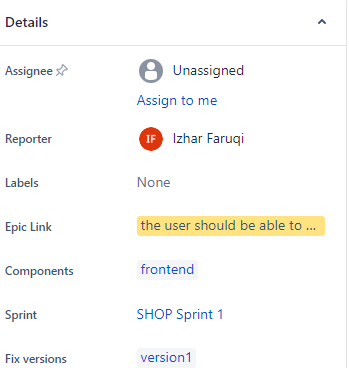 Details
Assignee Unassigned
Assign to me
Reporter IF Izhar Faruqi
Labels None
Epic Link the user should be able to ...
Components frontend
Sprint SHOP Sprint 1
Fix versions version1